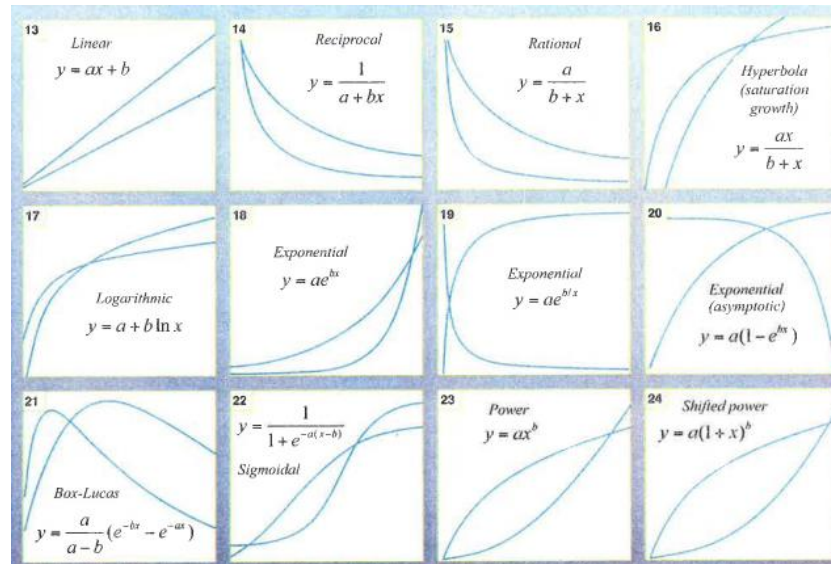 13
Linear
y = ax + b
14
Reciprocal
y = 1 / (a + bx)
15
Rational
y = a / (b + x)
16
Hyperbola
(saturation
growth)
y = ax / (b + x)
17
Logarithmic
y = a + b ln x
18
Exponential
y = ae^{bx}
19
Exponential
y = ae^{b/x}
20
Exponential
(asymptotic)
y = a(1 − e^{bx})
21
Box-Lucas
y = a / (a − b) (e^{−bx} − e^{−ax})
22
y = 1 / (1 + e^{−a(x−b)})
Sigmoidal
23
Power
y = ax^b
24
Shifted power
y = a(1 + x)^b